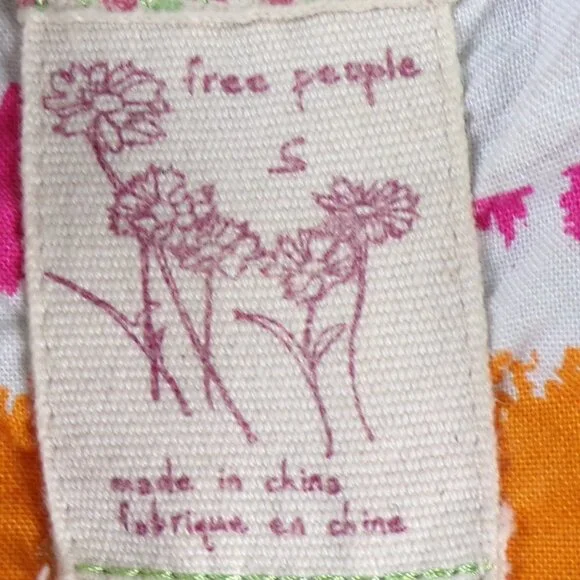 free people
S
made in china
fabrique en chine